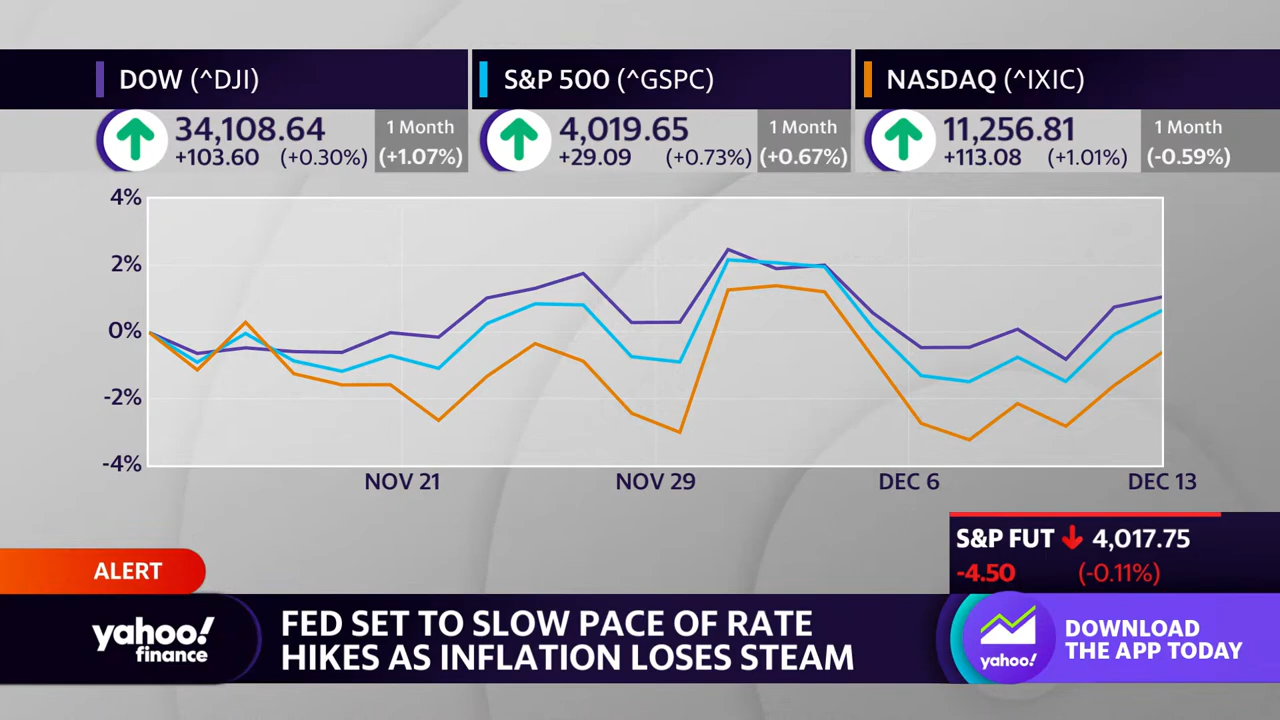 DOW (^DJI)
34,108.64
+103.60 (+0.30%)
1 Month
(+1.07%)
S&P 500 (^GSPC)
4,019.65
+29.09 (+0.73%)
1 Month
(+0.67%)
NASDAQ (^IXIC)
11,256.81
+113.08 (+1.01%)
1 Month
(-0.59%)
4%
2%
0%
-2%
-4%
NOV 21
NOV 29
DEC 6
DEC 13
S&P FUT 4,017.75
-4.50 (-0.11%)
ALERT
yahoo!
finance
FED SET TO SLOW PACE OF RATE
HIKES AS INFLATION LOSES STEAM
yahoo!
DOWNLOAD
THE APP TODAY